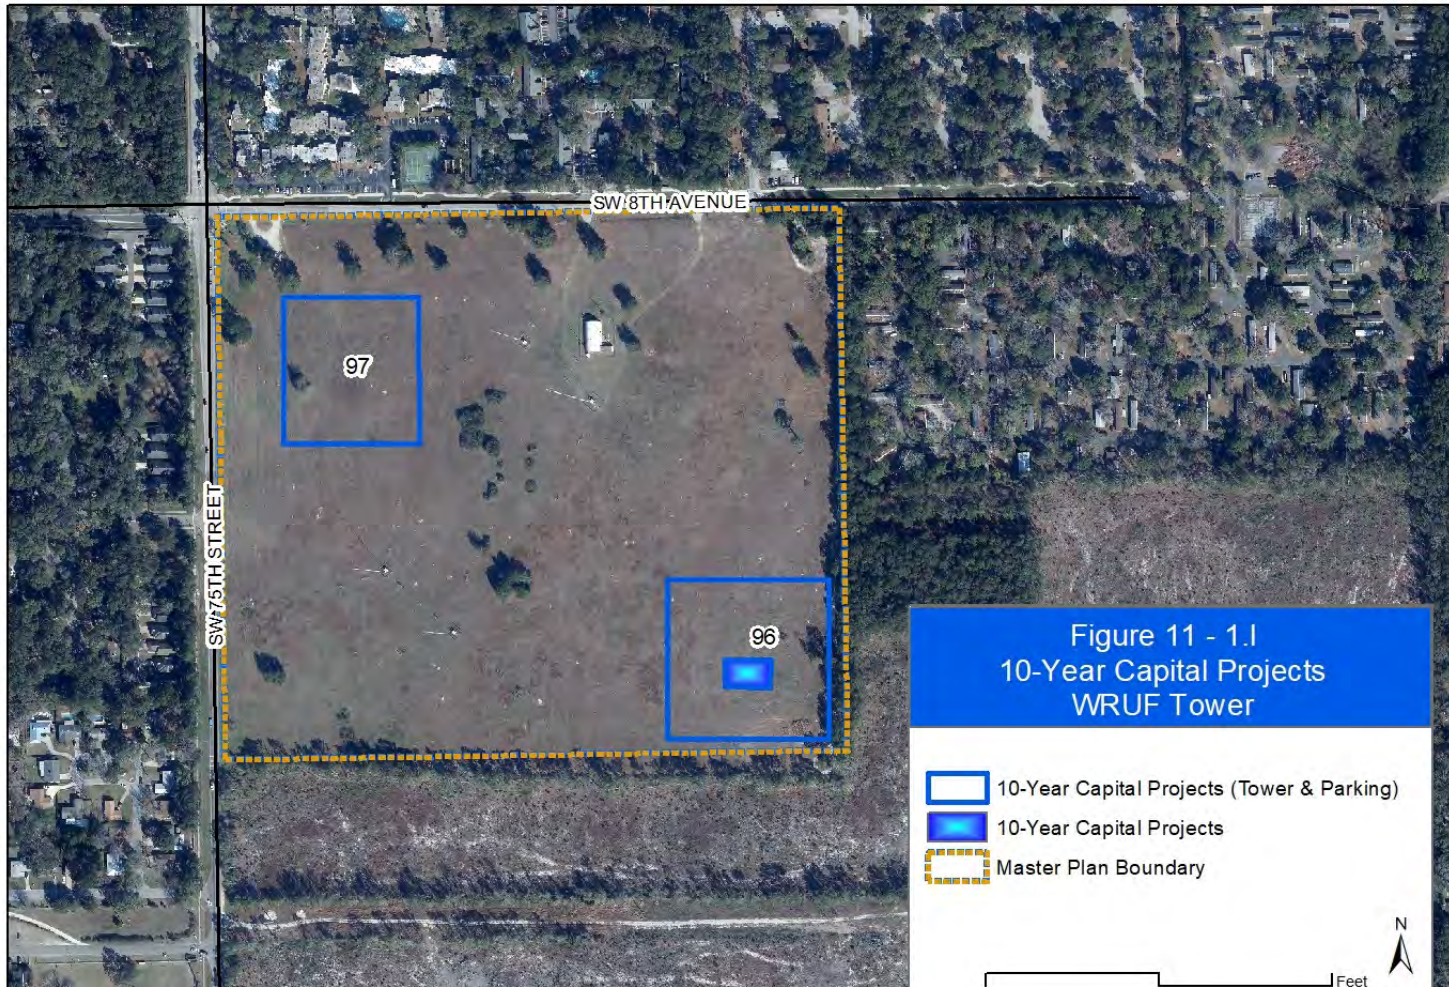 SW 8TH AVENUE
97
SW 75TH STREET
96
Figure 11 - 1.I
10-Year Capital Projects
WRUF Tower
10-Year Capital Projects (Tower & Parking)
10-Year Capital Projects
Master Plan Boundary
N
Feet